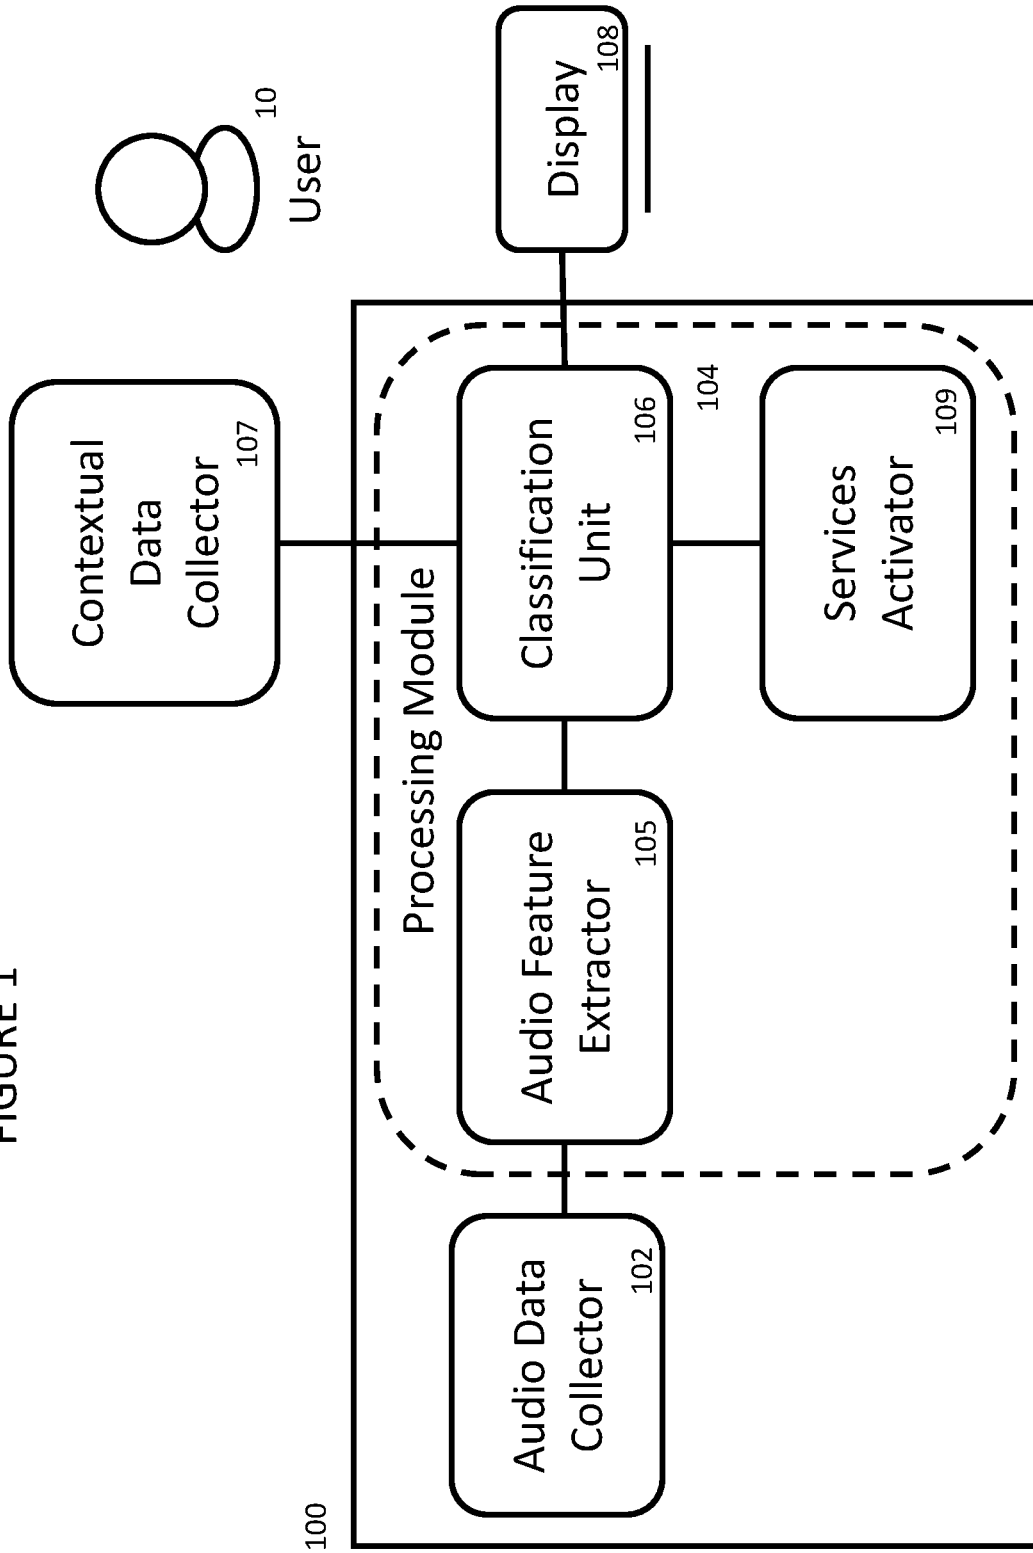 FIGURE 1
Contextual
Data
Collector
107
10
User
100
Processing Module
Audio Data
Collector
102
Audio Feature
Extractor
105
Classification
Unit
106
Display
108
104
Services
Activator
109